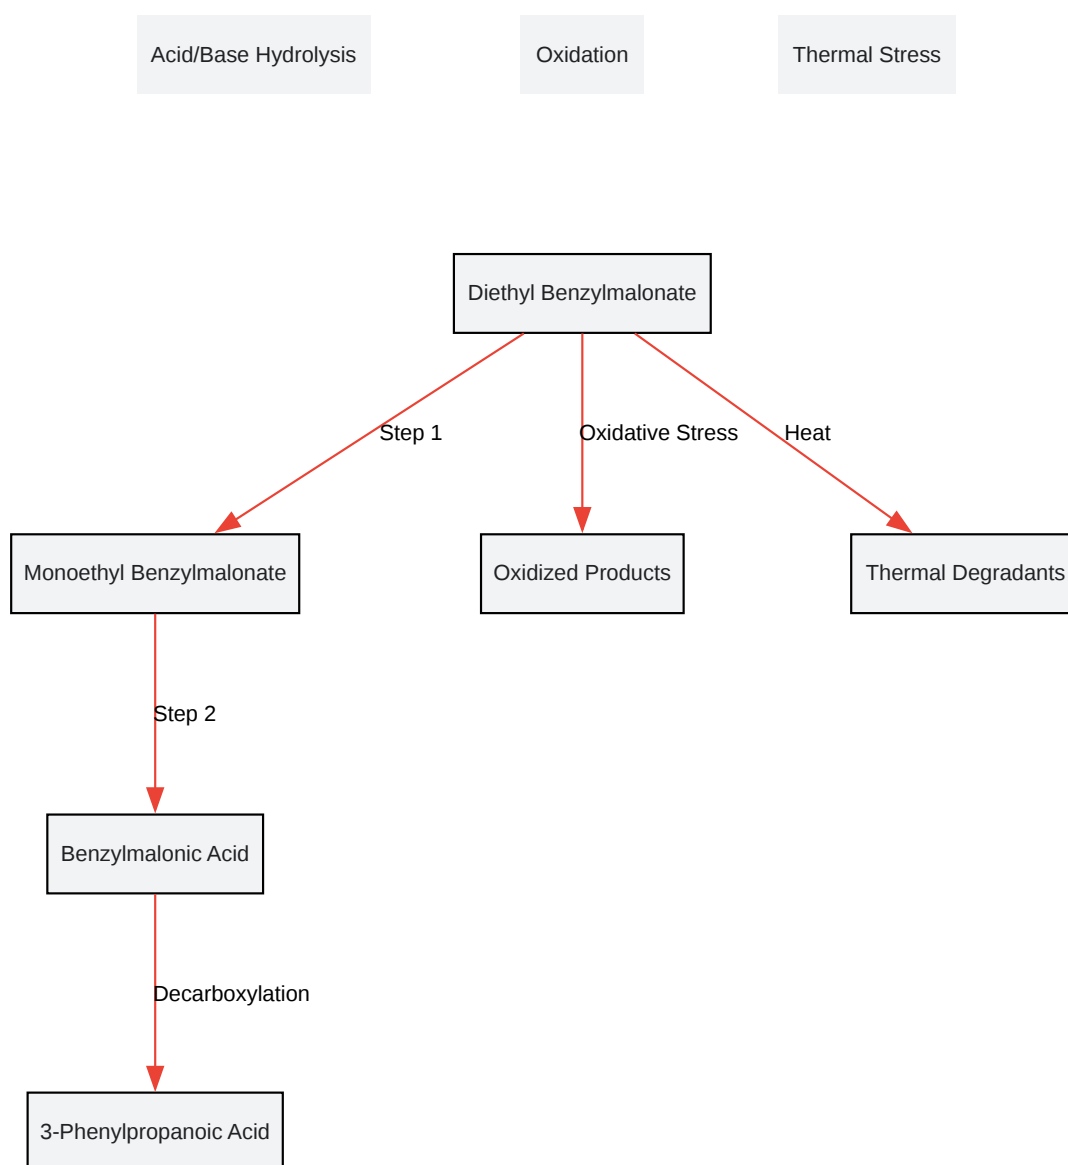 Acid/Base Hydrolysis
Oxidation
Thermal Stress
Diethyl Benzylmalonate
Step 1
Oxidative Stress
Heat
Monoethyl Benzylmalonate
Oxidized Products
Thermal Degradants
Step 2
Benzylmalonic Acid
Decarboxylation
3-Phenylpropanoic Acid